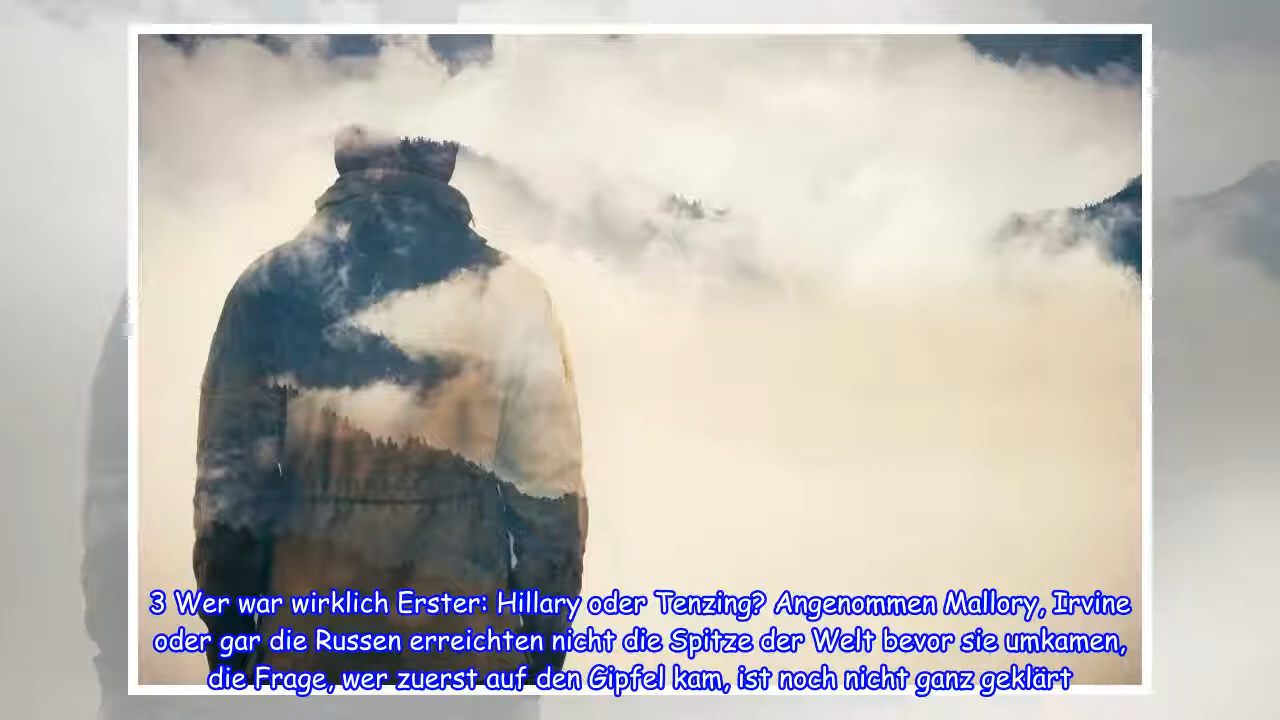 3 Wer war wirklich Erster: Hillary oder Tenzing? Angenommen Mallory, Irvine
oder gar die Russen erreichten nicht die Spitze der Welt bevor sie umkamen,
die Frage, wer zuerst auf den Gipfel kam, ist noch nicht ganz geklärt